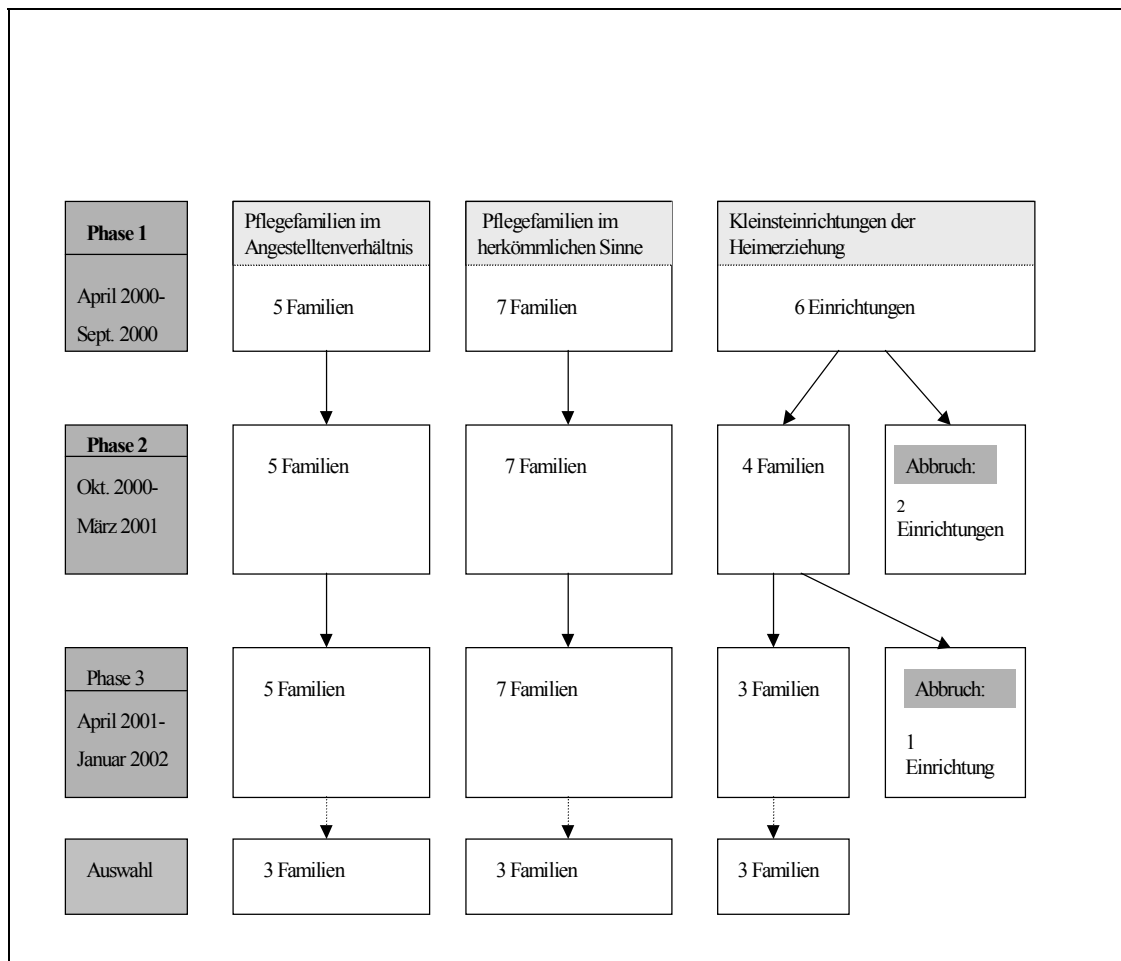 Phase 1
April 2000-
Sept. 2000
Pflegefamilien im
Angestelltenverhältnis
5 Familien
Pflegefamilien im
herkömmlichen Sinne
7 Familien
Kleinsteinrichtungen der
Heimerziehung
6 Einrichtungen
Phase 2
Okt. 2000-
März 2001
5 Familien
7 Familien
4 Familien
Abbruch:
2
Einrichtungen
Phase 3
April 2001-
Januar 2002
5 Familien
7 Familien
3 Familien
Abbruch:
1
Einrichtung
Auswahl
3 Familien
3 Familien
3 Familien